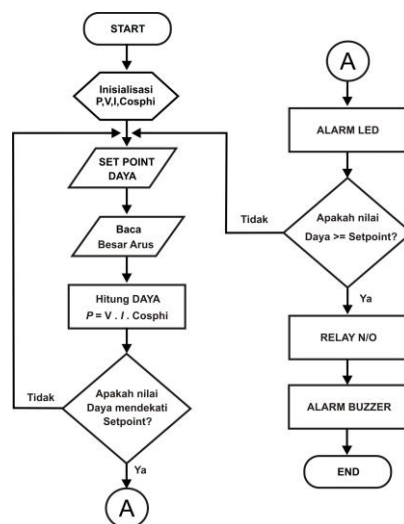 START
Inisialisasi
P,V,I,Cosphi
SET POINT
DAYA
Baca
Besar Arus
Hitung DAYA
P = V . I . Cosphi
Tidak
Apakah nilai
Daya mendekati
Setpoint?
Ya
A
A
ALARM LED
Tidak
Apakah nilai
Daya >= Setpoint?
Ya
RELAY N/O
ALARM BUZZER
END